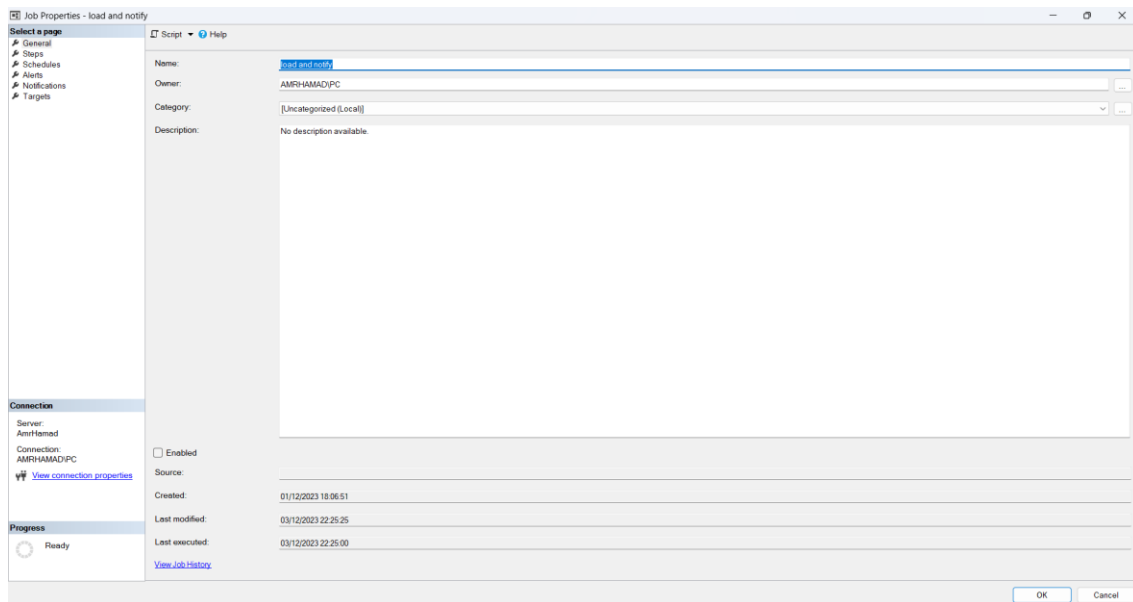 Job Properties - load and notify
Select a page
General
Steps
Schedules
Alerts
Notifications
Targets
Script Help
Name: load and notify
Owner: AMRHAMAD\PC ...
Category: [Uncategorized (Local)] ...
Description: No description available.
Connection
Server:
AmrHamad
Connection:
AMRHAMAD\PC
View connection properties
Progress
Ready
Enabled
Source:
Created: 01/12/2023 18:06:51
Last modified: 03/12/2023 22:25:25
Last executed: 03/12/2023 22:25:00
View Job History
OK Cancel